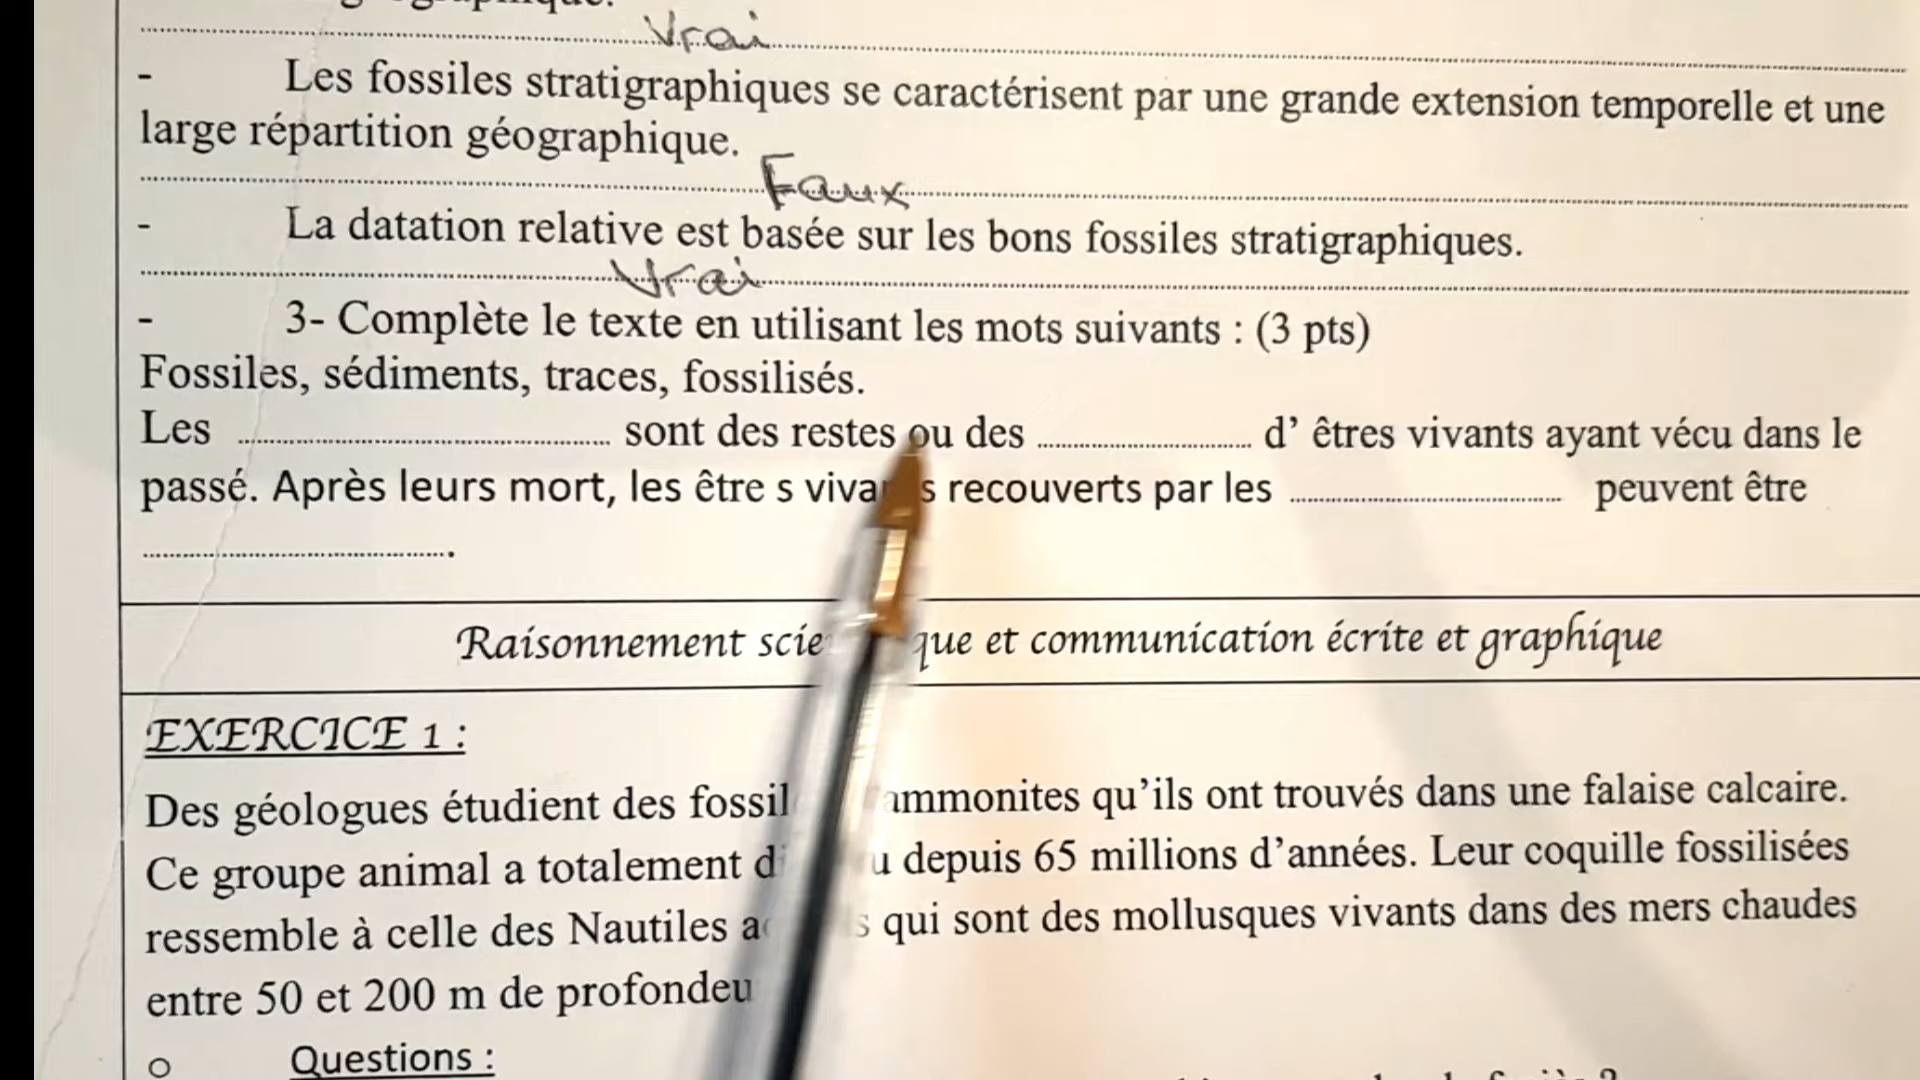 Vrai
- Les fossiles stratigraphiques se caractérisent par une grande extension temporelle et une
large répartition géographique.
Faux
- La datation relative est basée sur les bons fossiles stratigraphiques.
Vrai
- 3- Complète le texte en utilisant les mots suivants : (3 pts)
Fossiles, sédiments, traces, fossilisés.
Les ........ sont des restes ou des ........ d’ êtres vivants ayant vécu dans le
passé. Après leurs mort, les être s recouverts par les ........ peuvent être
........
Raisonnement et communication écrite et graphique
EXERCICE 1 :
Des géologues étudient des ammonites qu’ils ont trouvés dans une falaise calcaire.
Ce groupe animal a totalement depuis 65 millions d’années. Leur coquille fossilisées
ressemble à celle des Nautiles qui sont des mollusques vivants dans des mers chaudes
entre 50 et 200 m de
o Questions :